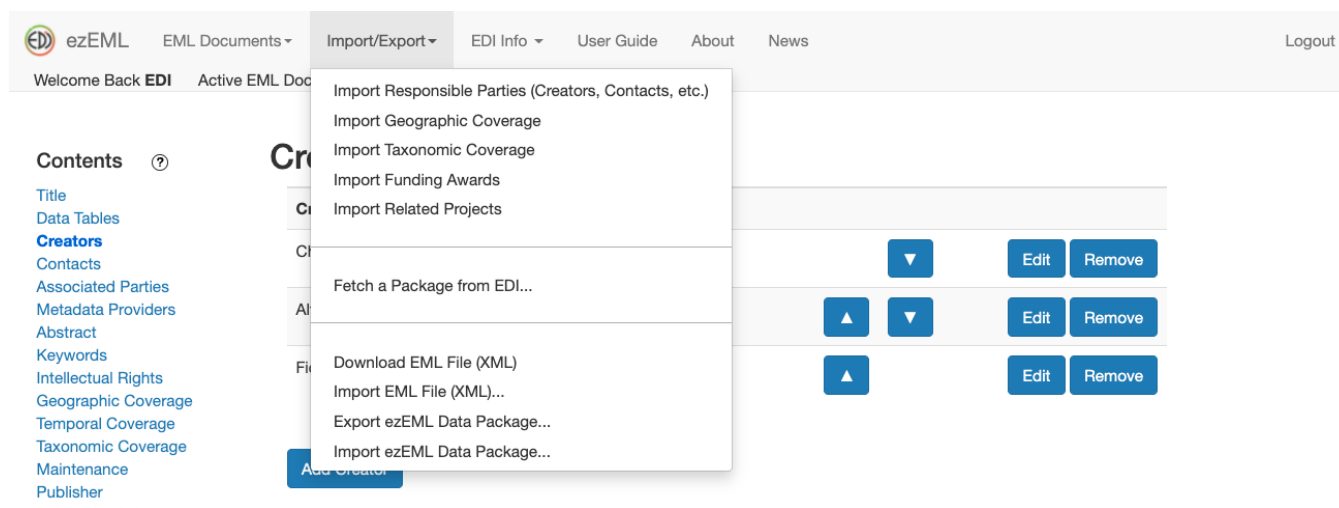 EDI ezEML EML Documents Import/Export EDI Info User Guide About News Logout
Welcome Back EDI Active EML Doc
Import Responsible Parties (Creators, Contacts, etc.)
Import Geographic Coverage
Import Taxonomic Coverage
Import Funding Awards
Import Related Projects
Fetch a Package from EDI...
Download EML File (XML)
Import EML File (XML)...
Export ezEML Data Package...
Import ezEML Data Package...
Contents ?
Title
Data Tables
Creators
Contacts
Associated Parties
Metadata Providers
Abstract
Keywords
Intellectual Rights
Geographic Coverage
Temporal Coverage
Taxonomic Coverage
Maintenance
Publisher
Cre
▼ Edit Remove
▲ ▼ Edit Remove
▲ Edit Remove
Add Creator